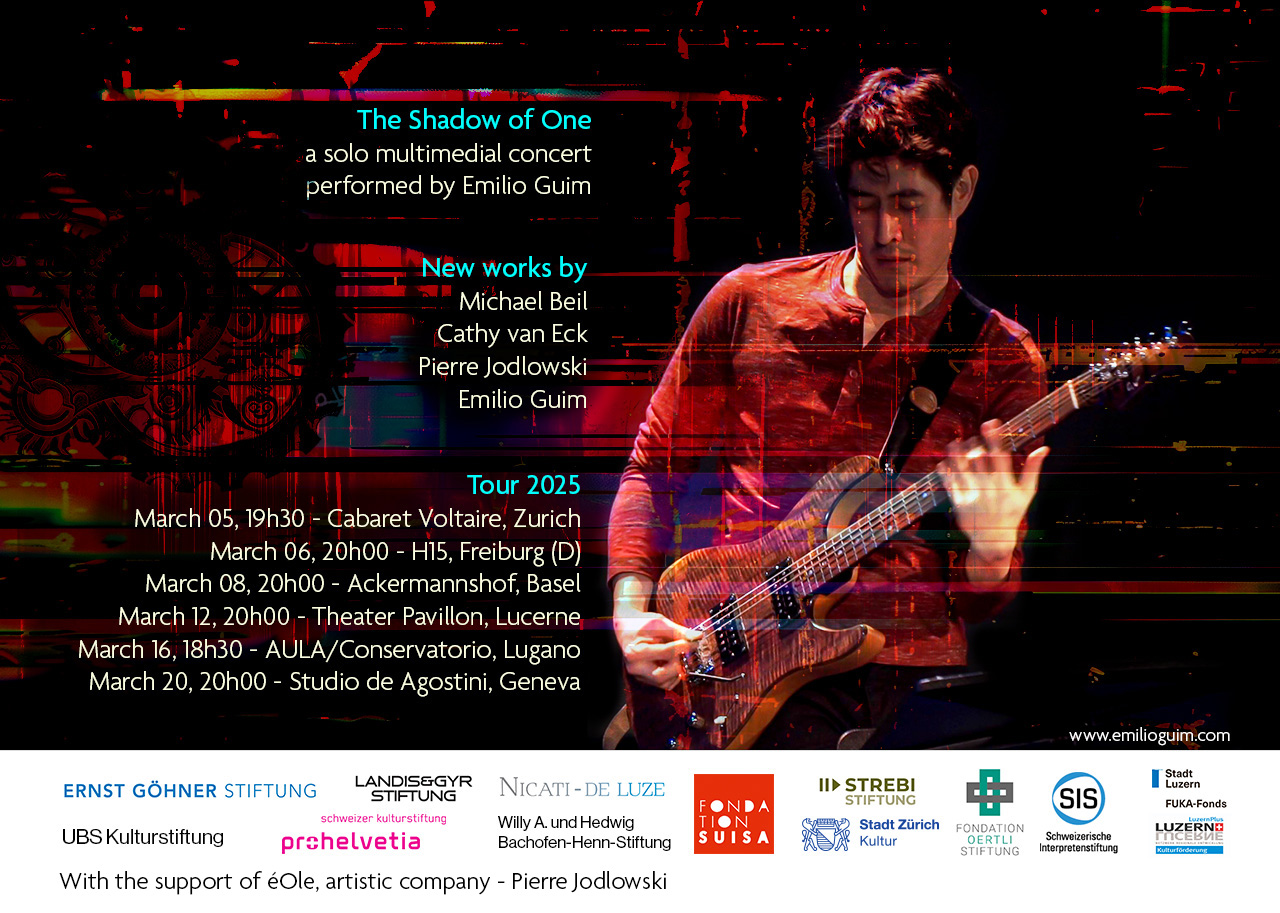 The Shadow of One
a solo multimedial concert
performed by Emilio Guim
New works by
Michael Beil
Cathy van Eck
Pierre Jodlowski
Emilio Guim
Tour 2025
March 05, 19h30 - Cabaret Voltaire, Zurich
March 06, 20h00 - H15, Freiburg (D)
March 08, 20h00 - Ackermannshof, Basel
March 12, 20h00 - Theater Pavillon, Lucerne
March 16, 18h30 - AULA/Conservatorio, Lugano
March 20, 20h00 - Studio de Agostini, Geneva
www.emilioguim.com
ERNST GÖHNER STIFTUNG
UBS Kulturstiftung
LANDIS&GYR
STIFTUNG
schweizer kulturstiftung
prohelvetia
NICATI-DE LUZE
Willy A. und Hedwig
Bachofen-Henn-Stiftung
FONDA
TION
SUISA
STREBI
STIFTUNG
Stadt Zürich
Kultur
FONDATION
OERTLI
STIFTUNG
SIS
Schweizerische
Interpretenstiftung
Stadt
Luzern
FUKA-Fonds
LuzernPlus
LUZERN
LUCERNE
Kulturförderung
With the support of éOle, artistic company - Pierre Jodlowski